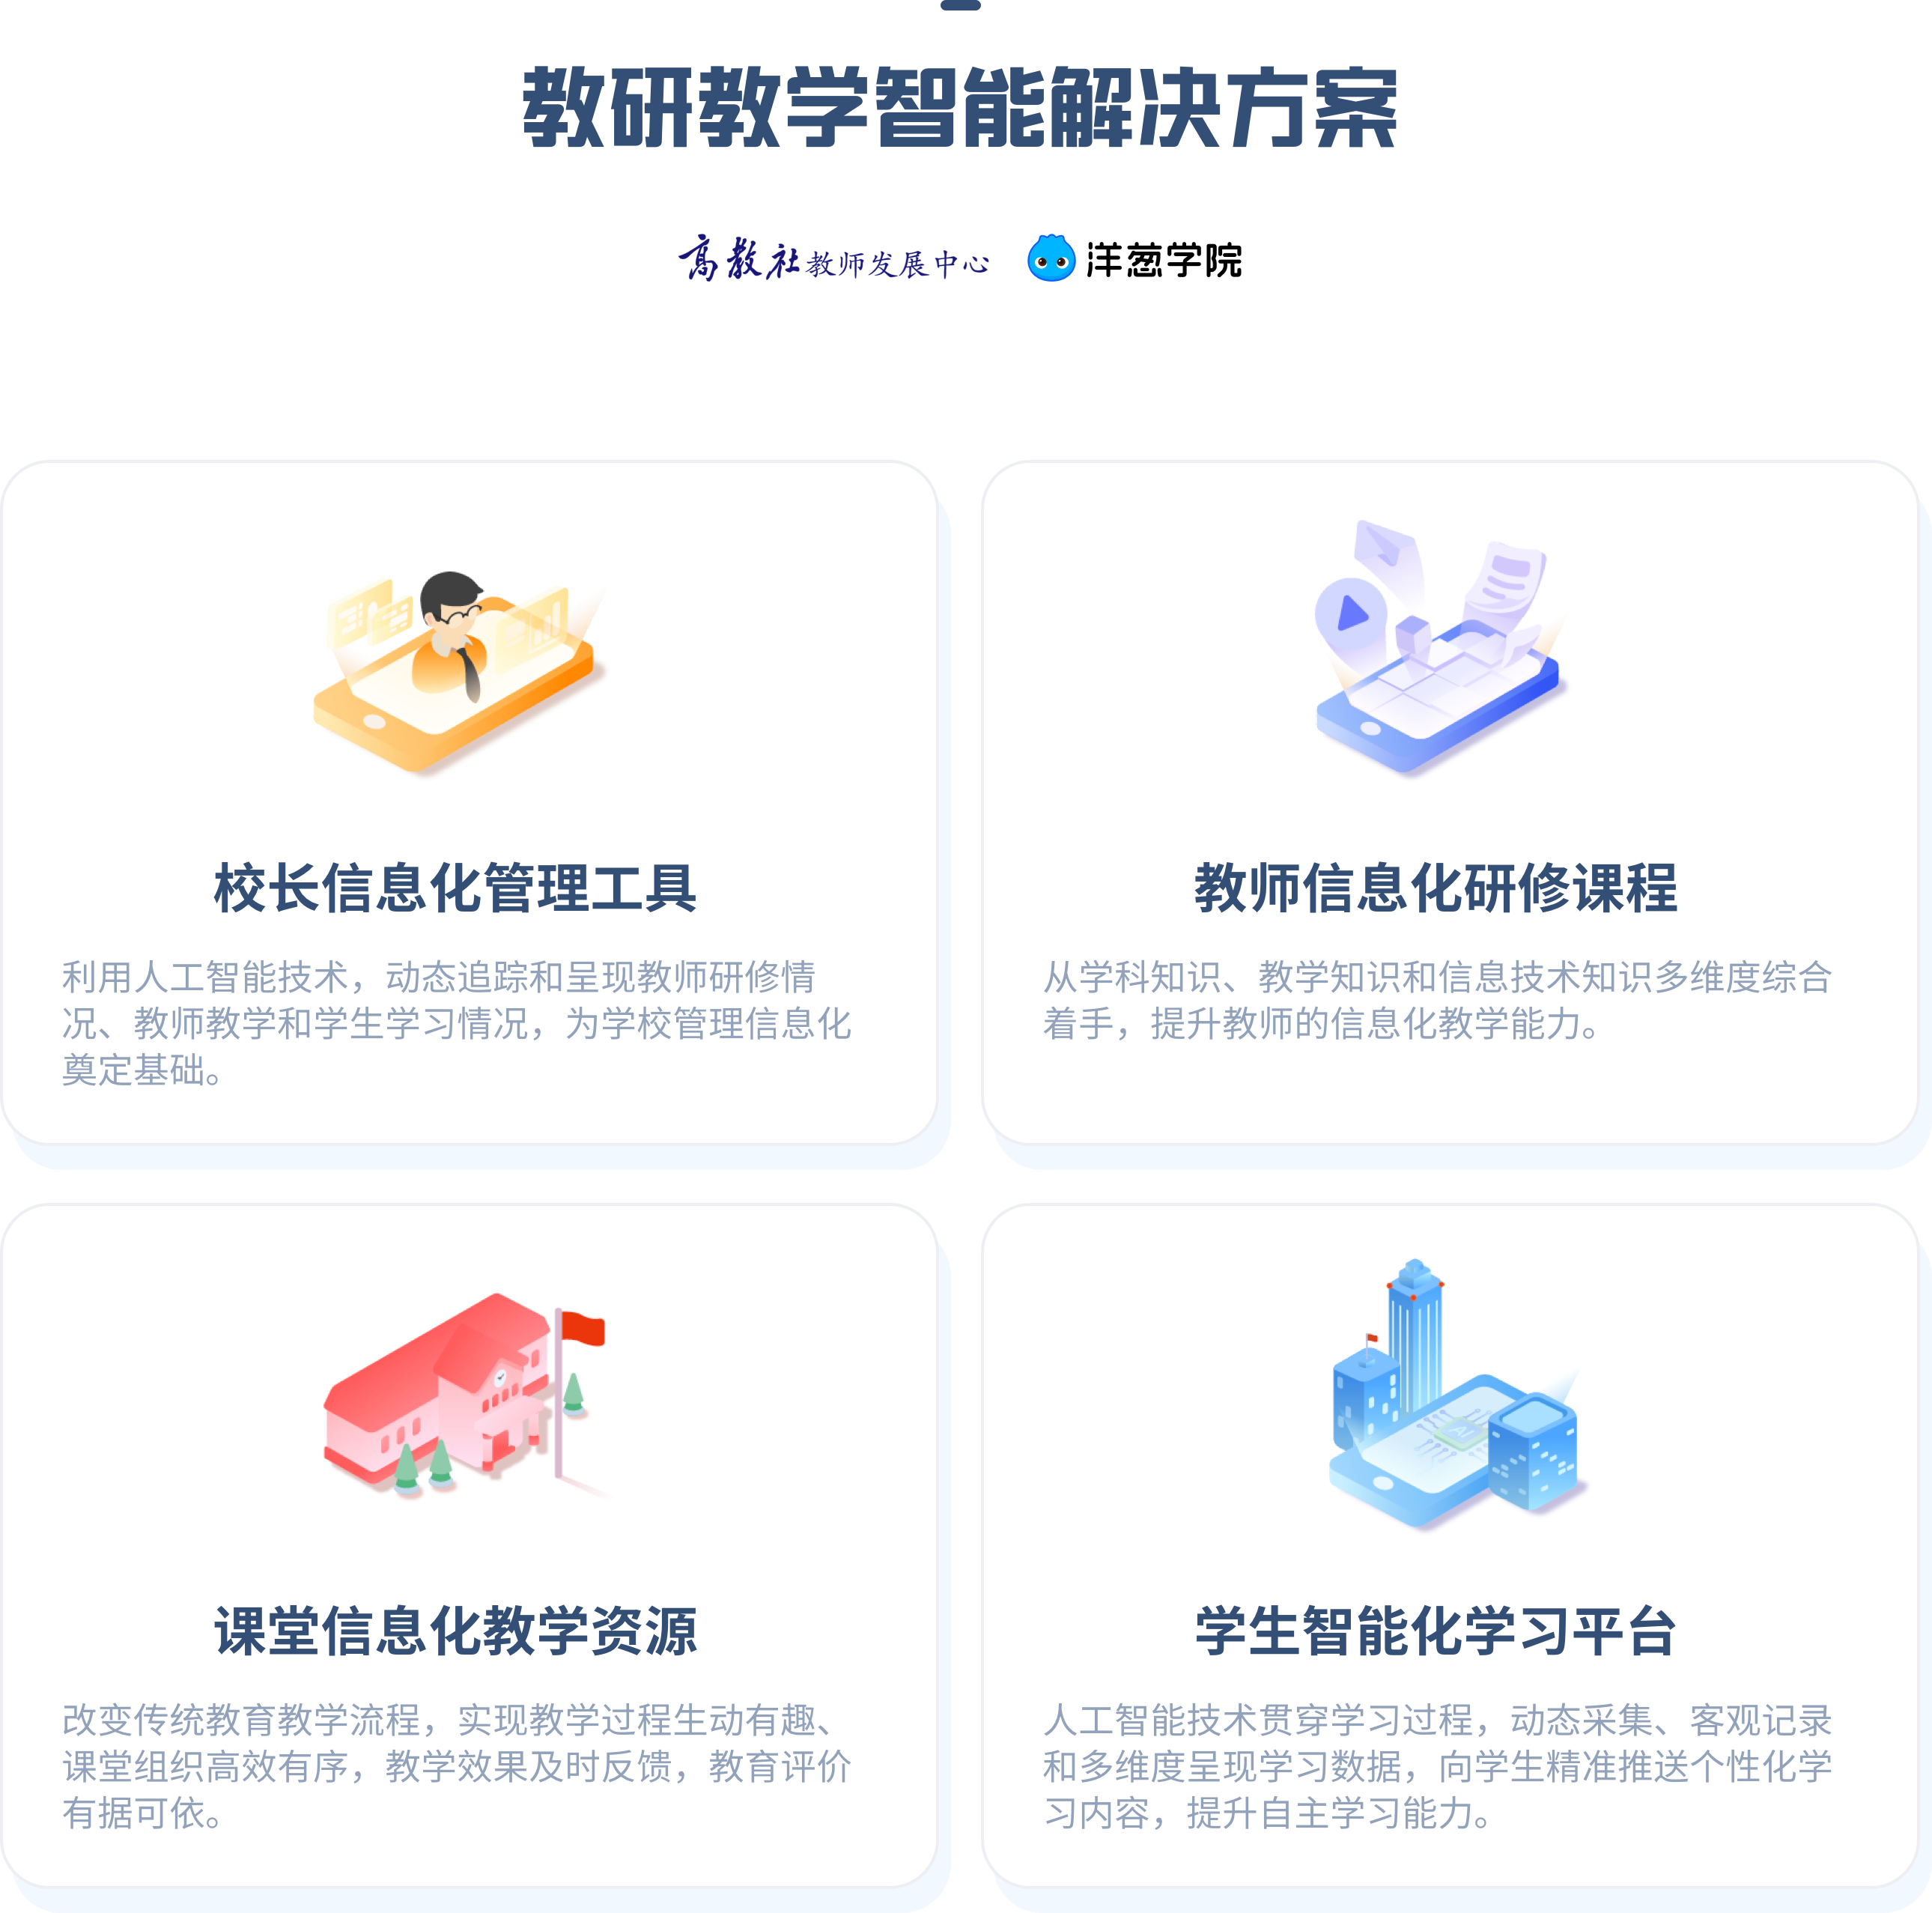 教研教学智能解决方案
高教社教师发展中心 洋葱学院
校长信息化管理工具
利用人工智能技术，动态追踪和呈现教师研修情
况、教师教学和学生学习情况，为学校管理信息化
奠定基础。
教师信息化研修课程
从学科知识、教学知识和信息技术知识多维度综合
着手，提升教师的信息化教学能力。
课堂信息化教学资源
改变传统教育教学流程，实现教学过程生动有趣、
课堂组织高效有序，教学效果及时反馈，教育评价
有据可依。
AI
学生智能化学习平台
人工智能技术贯穿学习过程，动态采集、客观记录
和多维度呈现学习数据，向学生精准推送个性化学
习内容，提升自主学习能力。